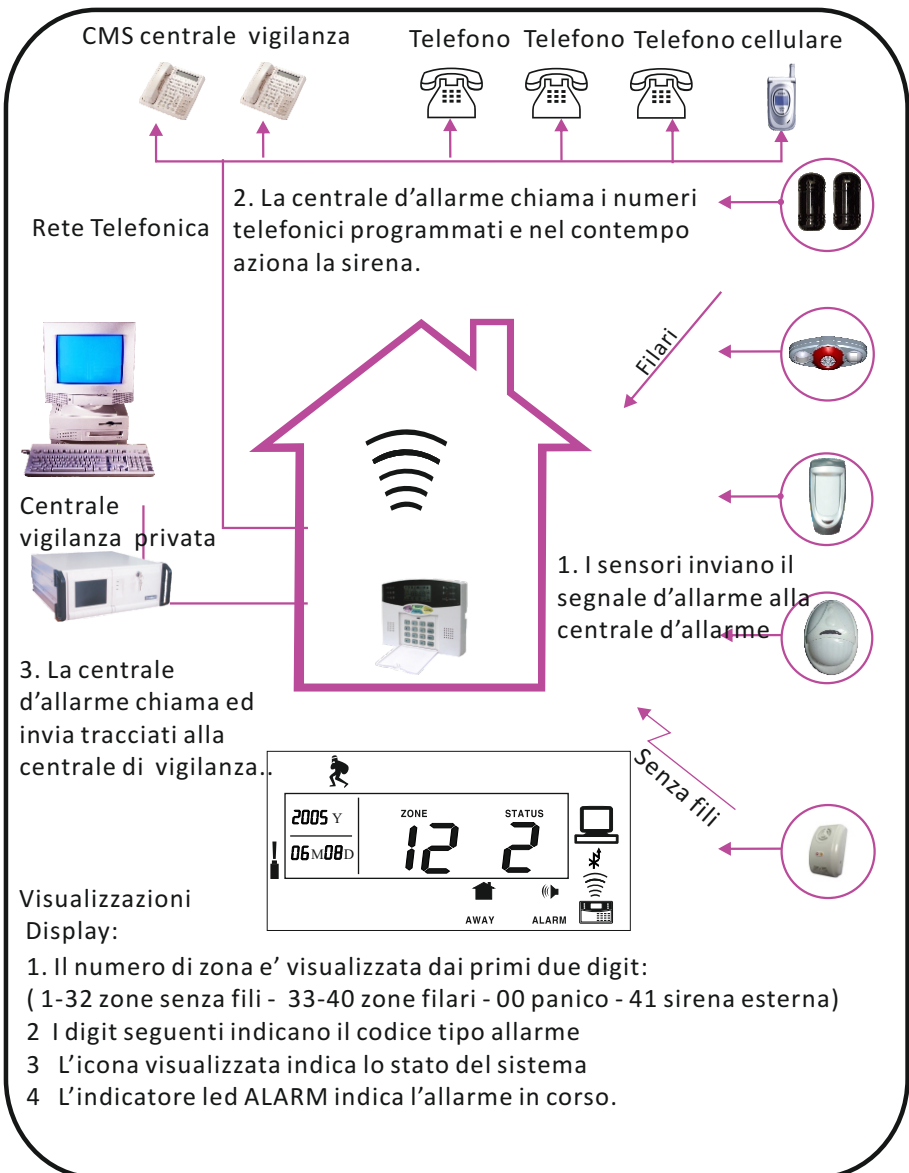 CMS centrale vigilanza
Telefono Telefono Telefono cellulare
Rete Telefonica
2. La centrale d’allarme chiama i numeri
telefonici programmati e nel contempo
aziona la sirena.
Filari
Centrale
vigilanza privata
1. I sensori inviano il
segnale d’allarme alla
centrale d’allarme
3. La centrale
d’allarme chiama ed
invia tracciati alla
centrale di vigilanza..
Senza fili
2005 Y
06 M 08 D
ZONE
12
STATUS
2
AWAY
ALARM
Visualizzazioni
Display:
1. Il numero di zona e’ visualizzata dai primi due digit:
( 1-32 zone senza fili - 33-40 zone filari - 00 panico - 41 sirena esterna)
2 I digit seguenti indicano il codice tipo allarme
3 L’icona visualizzata indica lo stato del sistema
4 L’indicatore led ALARM indica l’allarme in corso.